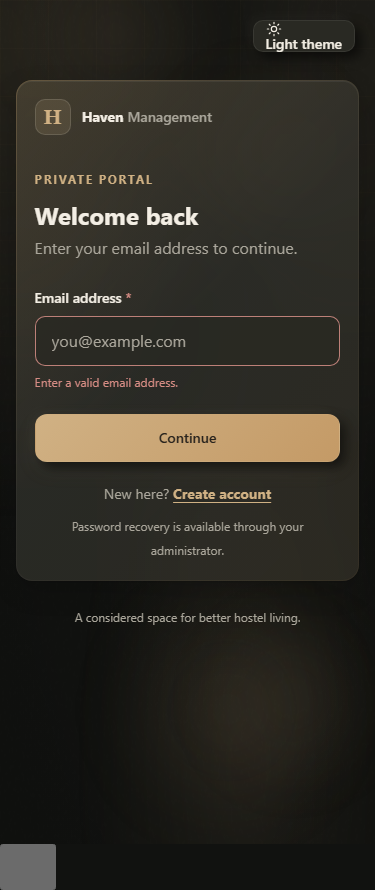 Light theme
H
Haven Management
PRIVATE PORTAL
Welcome back
Enter your email address to continue.
Email address *
you@example.com
Enter a valid email address.
Continue
New here? Create account
Password recovery is available through your
administrator.
A considered space for better hostel living.